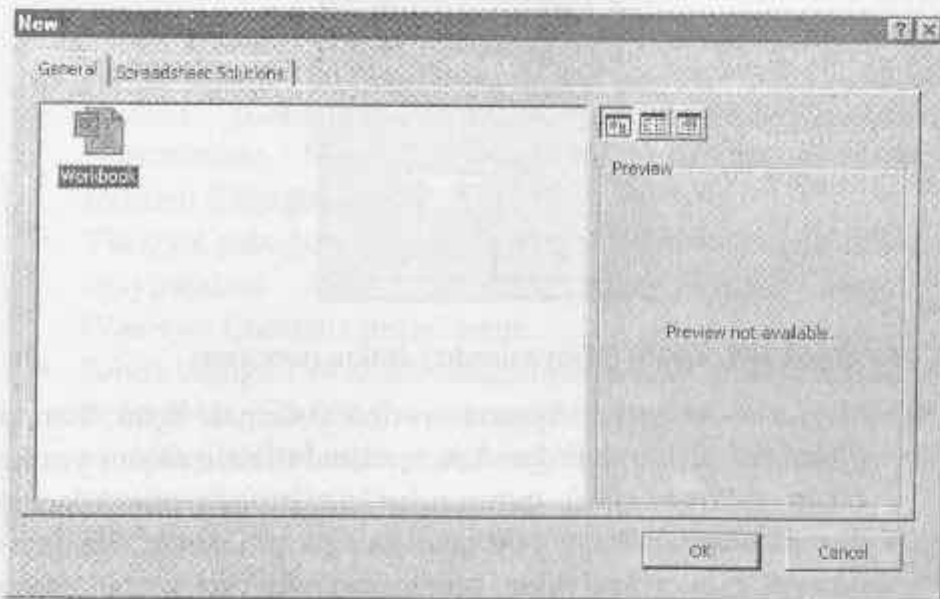 New
General
Spreadsheet Solutions
Workbook
Preview
Preview not available.
OK
Cancel